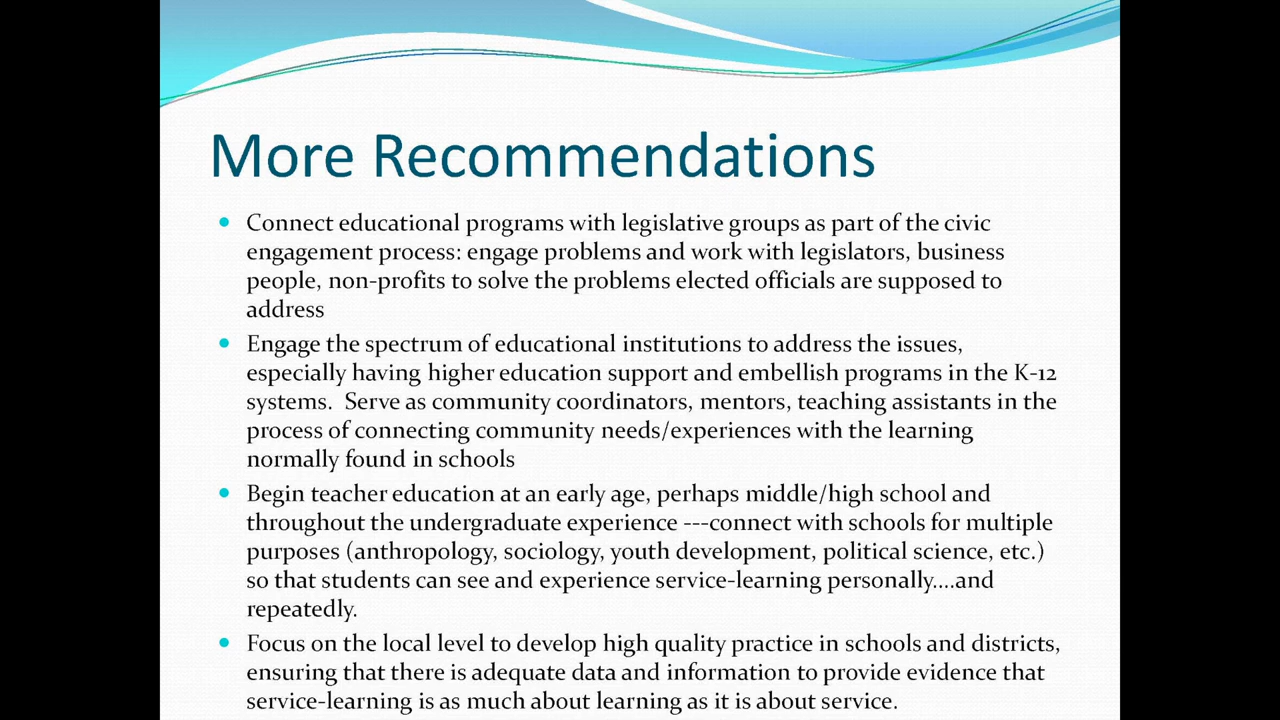 More Recommendations
• Connect educational programs with legislative groups as part of the civic
engagement process: engage problems and work with legislators, business
people, non-profits to solve the problems elected officials are supposed to
address
• Engage the spectrum of educational institutions to address the issues,
especially having higher education support and embellish programs in the K-12
systems.  Serve as community coordinators, mentors, teaching assistants in the
process of connecting community needs/experiences with the learning
normally found in schools
• Begin teacher education at an early age, perhaps middle/high school and
throughout the undergraduate experience ---connect with schools for multiple
purposes (anthropology, sociology, youth development, political science, etc.)
so that students can see and experience service-learning personally....and
repeatedly.
• Focus on the local level to develop high quality practice in schools and districts,
ensuring that there is adequate data and information to provide evidence that
service-learning is as much about learning as it is about service.